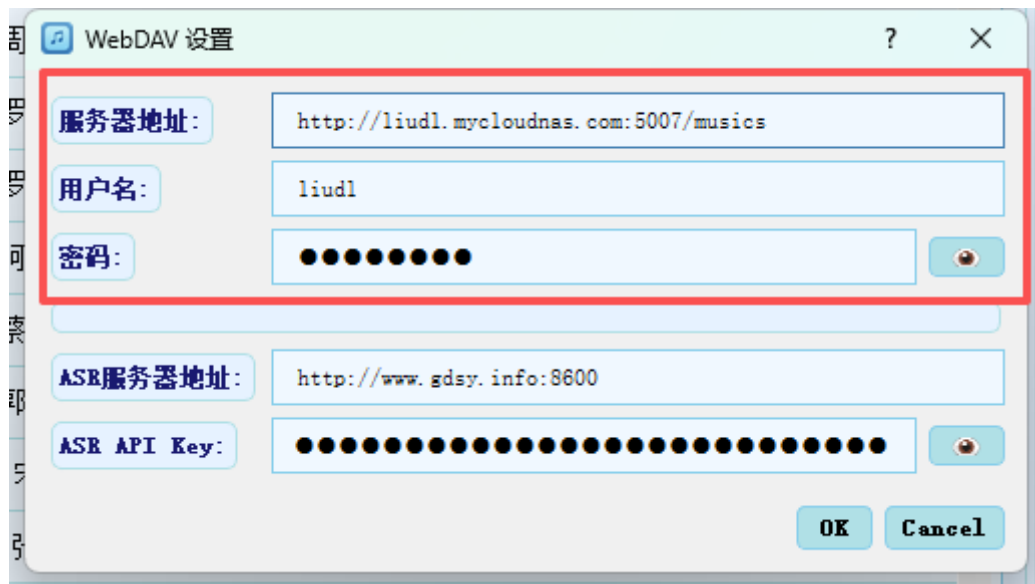 WebDAV 设置
?
服务器地址: http://liudl.mycloudnas.com:5007/musics
用户名: liudl
密码: ●●●●●●●●
ASR服务器地址: http://www.gdsy.info:8600
ASR API Key: ●●●●●●●●●●●●●●●●●●●●●●●●●●●
OK Cancel